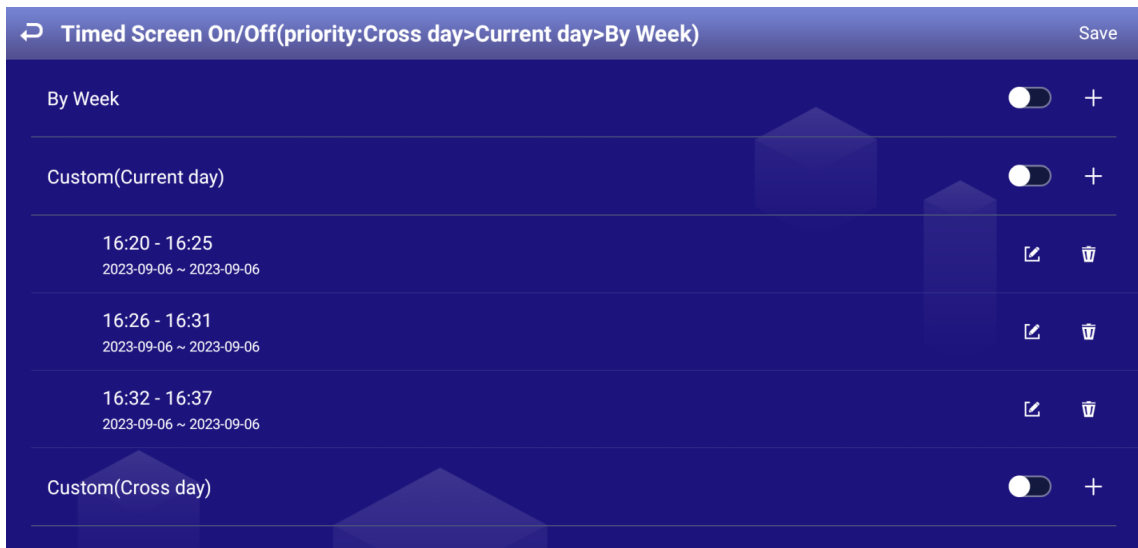 Timed Screen On/Off(priority:Cross day>Current day>By Week) Save
By Week
Custom(Current day)
16:20 - 16:25
2023-09-06 ~ 2023-09-06
16:26 - 16:31
2023-09-06 ~ 2023-09-06
16:32 - 16:37
2023-09-06 ~ 2023-09-06
Custom(Cross day)